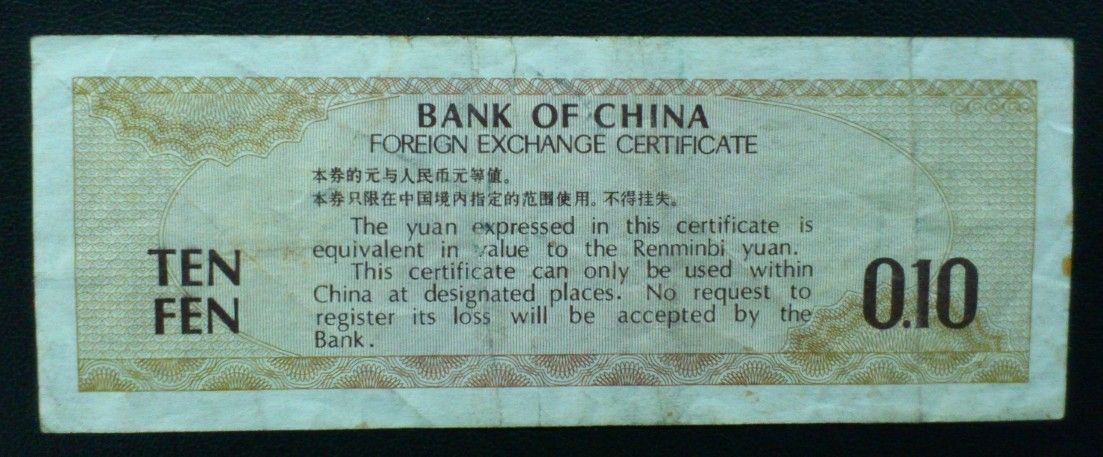 BANK OF CHINA
FOREIGN EXCHANGE CERTIFICATE
本券的元与人民币元等值。
本券只限在中国境内指定的范围使用。不得挂失。
The yuan expressed in this certificate is
equivalent in value to the Renminbi yuan.
This certificate can only be used within
China at designated places. No request to
register its loss will be accepted by the
Bank.
TEN
FEN
0.10